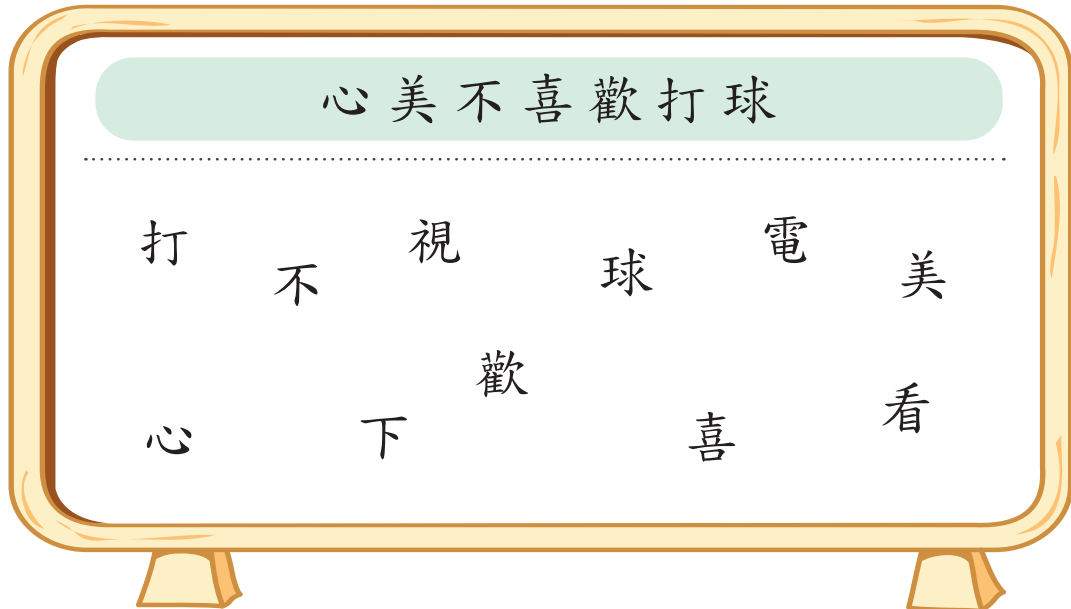 心美不喜歡打球
打 不 視 球 電 美
心 下 歡 喜 看